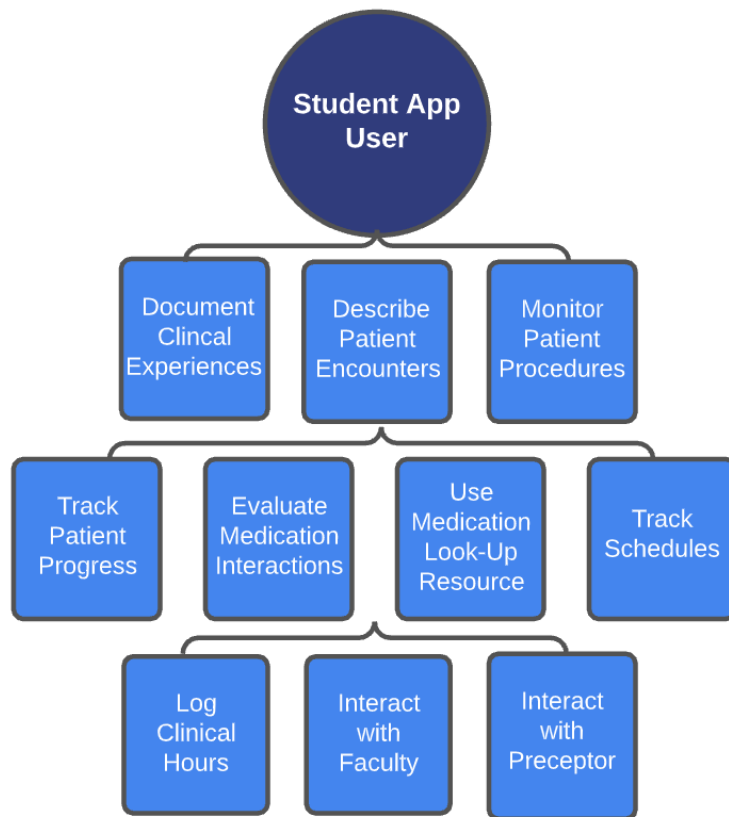 Student App
User
Document
Clincal
Experiences
Describe
Patient
Encounters
Monitor
Patient
Procedures
Track
Patient
Progress
Evaluate
Medication
Interactions
Use
Medication
Look-Up
Resource
Track
Schedules
Log
Clinical
Hours
Interact
with
Faculty
Interact
with
Preceptor